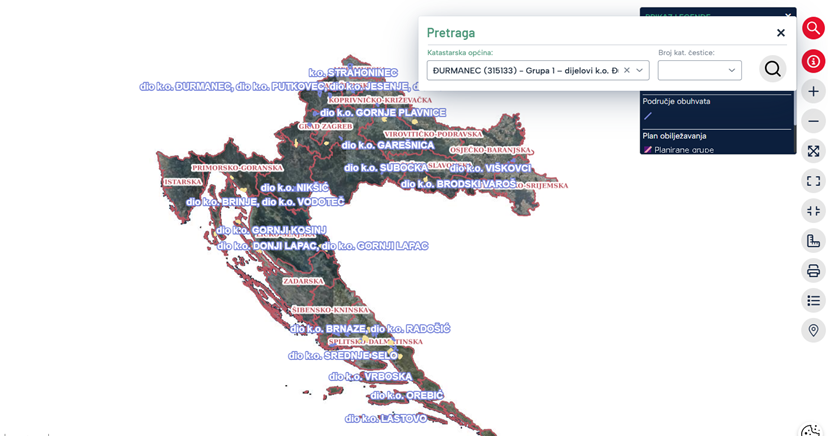 PRIKAZ LEGENDE
Pretraga
Katastarska općina:
Broj kat. čestice:
ĐURMANEC (315133) - Grupa 1 – dijelovi k.o. Đ
Područje obuhvata
Plan obilježavanja
Planirane grupe
k.o. STRAHONINEC
dio k.o. ĐURMANEC, dio k.o. PUTKOVEC, dio k.o. JESENJE, d
KOPRIVNIČKO-KRIŽEVAČKA
dio k.o. GORNJE PLAVNICE
GRAD ZAGREB
VIROVITIČKO-PODRAVSKA
dio k.o. GAREŠNICA
OSJEČKO-BARANJSKA
PRIMORSKO-GORANSKA
dio k.o. SUBOCKA
SLAVO
dio k.o. VIŠKOVCI
ISTARSKA
dio k.o. NIKŠIĆ
dio k.o. BRODSKI VAROŠ
O-SRIJEMSKA
dio k.o. BRINJE, dio k.o. VODOTEČ
dio k.o. GORNJI KOSINJ
dio k.o. DONJI LAPAC, dio k.o. GORNJI LAPAC
ZADARSKA
ŠIBENSKO-KNINSKA
dio k.o. BRNAZE, dio k.o. RADOŠIĆ
SPLITSKO-DALMATINSKA
dio k.o. SREDNJE SELO
dio k.o. VRBOSKA
dio k.o. OREBIĆ
dio k.o. LASTOVO